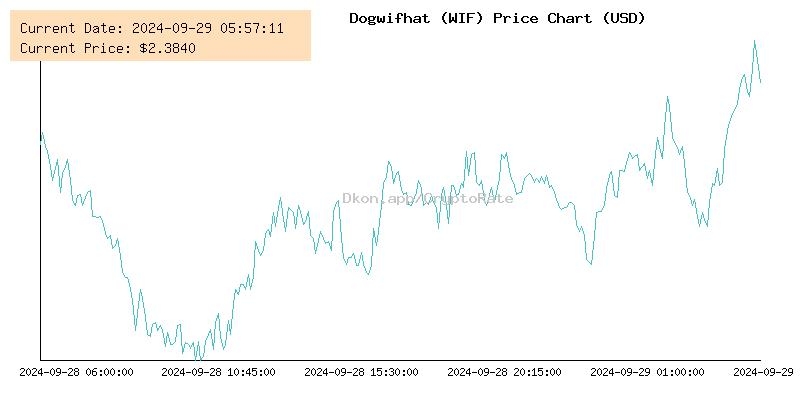 Dogwifhat (WIF) Price Chart (USD)
Current Date: 2024-09-29 05:57:11
Current Price: $2.3840
Dkon.app/CryptoRate
2024-09-28 06:00:00 2024-09-28 10:45:00 2024-09-28 15:30:00 2024-09-28 20:15:00 2024-09-29 01:00:00 2024-09-29